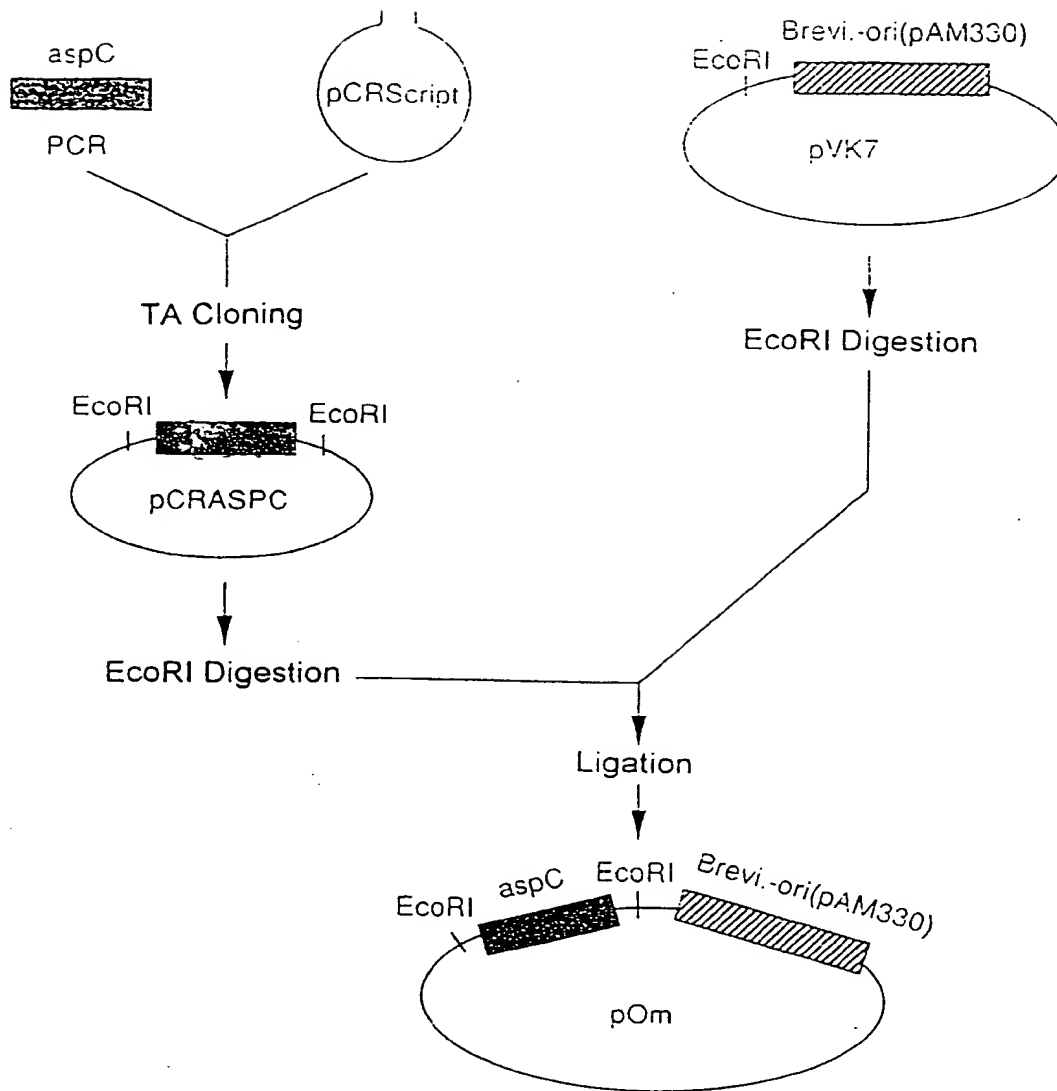 aspC
PCR
pCRScript
Brevi.-ori(pAM330)
EcoRI
pVK7
TA Cloning
EcoRI Digestion
EcoRI
EcoRI
pCRASPC
EcoRI Digestion
Ligation
EcoRI
aspC
EcoRI
Brevi.-ori(pAM330)
pOm